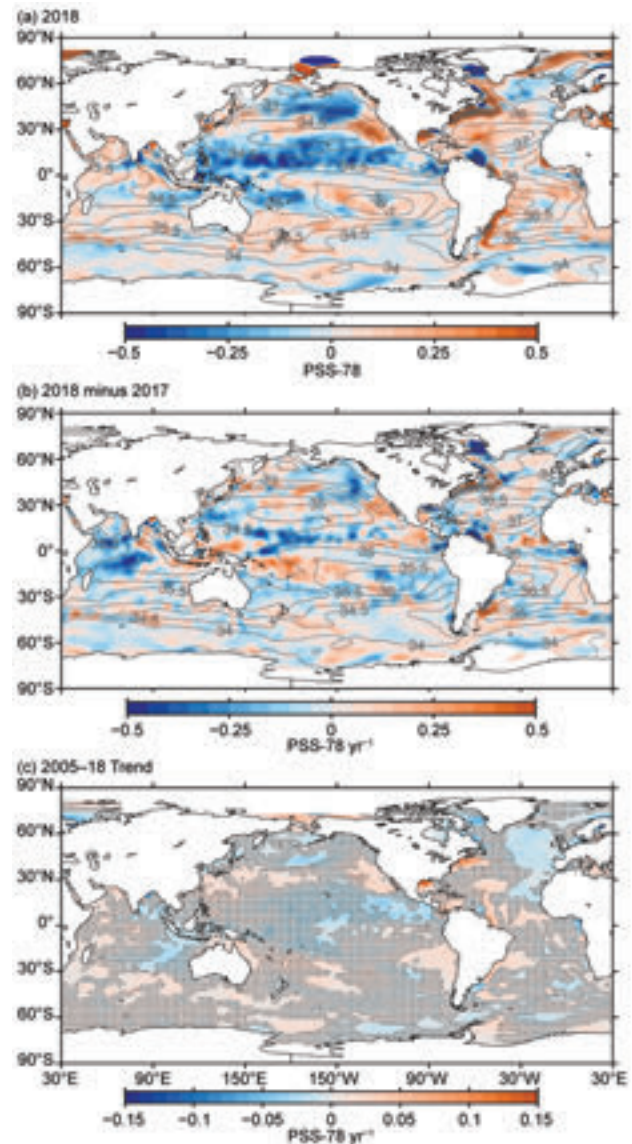 (a) 2018
90°N
60°N
30°N
0°
30°S
60°S
90°S
−0.5 −0.25 0 0.25 0.5
PSS-78
(b) 2018 minus 2017
90°N
60°N
30°N
0°
30°S
60°S
90°S
−0.5 −0.25 0 0.25 0.5
PSS-78 yr⁻¹
(c) 2005–18 Trend
90°N
60°N
30°N
0°
30°S
60°S
90°S
30°E 90°E 150°E 150°W 90°W 30°W 30°E
−0.15 −0.1 −0.05 0 0.05 0.1 0.15
PSS-78 yr⁻¹